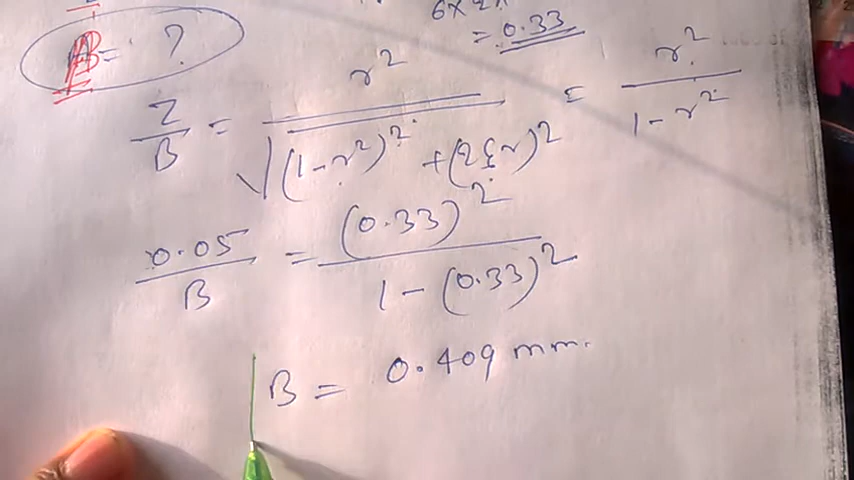 6×2π
= 0.33
= ?
Z/B = r² / √((1-r²)² + (2ξr)²) = r² / 1-r²
0.05/B = (0.33)² / 1-(0.33)²
B = 0.409 mm.